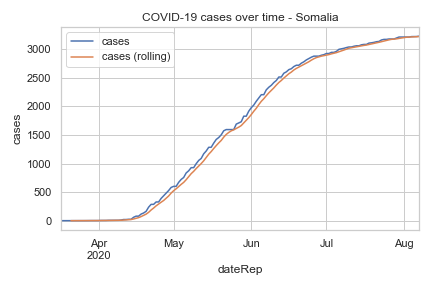 COVID-19 cases over time - Somalia
cases
cases (rolling)
3000
2500
2000
1500
1000
500
0
cases
Apr
2020
May
Jun
Jul
Aug
dateRep